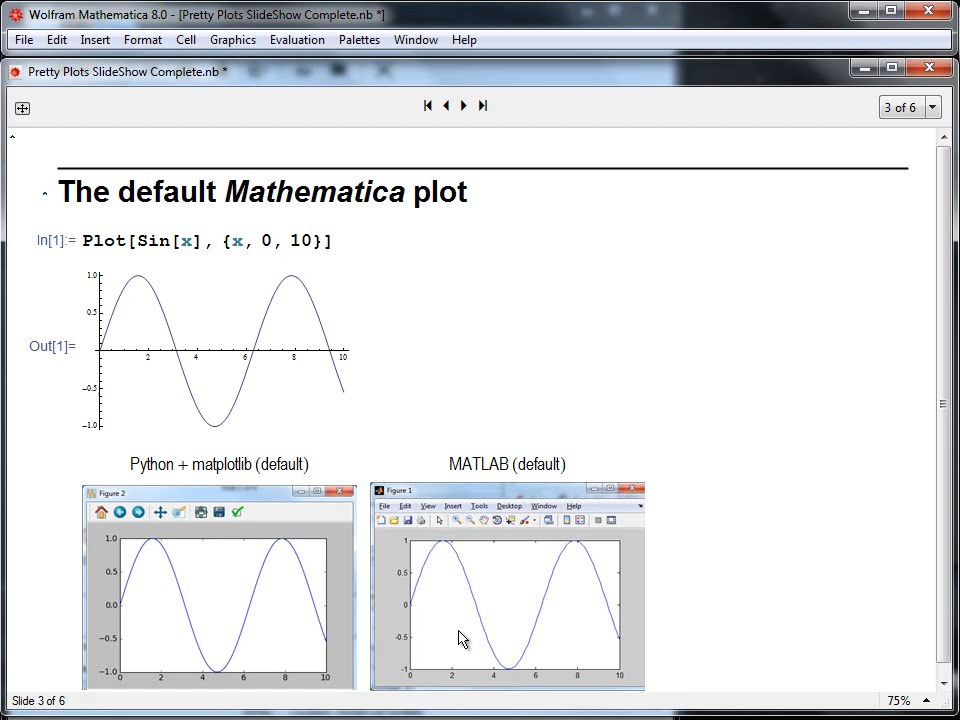 Wolfram Mathematica 8.0 - [Pretty Plots SlideShow Complete.nb *]
File Edit Insert Format Cell Graphics Evaluation Palettes Window Help
Pretty Plots SlideShow Complete.nb *
3 of 6
The default Mathematica plot
In[1]:= Plot[Sin[x], {x, 0, 10}]
1.0
0.5
Out[1]=
2 4 6 8 10
-0.5
-1.0
Python + matplotlib (default) MATLAB (default)
Figure 2
1.0
0.5
0.0
-0.5
-1.0
0 2 4 6 8 10
Figure 1
File Edit View Insert Tools Desktop Window Help
1
0.5
0
-0.5
-1
0 2 4 6 8 10
Slide 3 of 6 75%